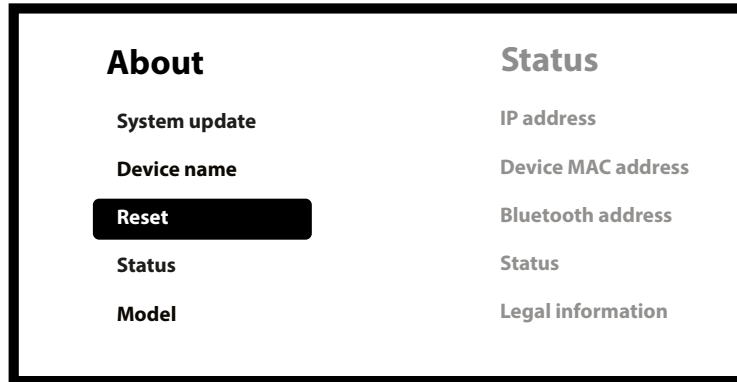 About
System update
Device name
Reset
Status
Model
Status
IP address
Device MAC address
Bluetooth address
Status
Legal information